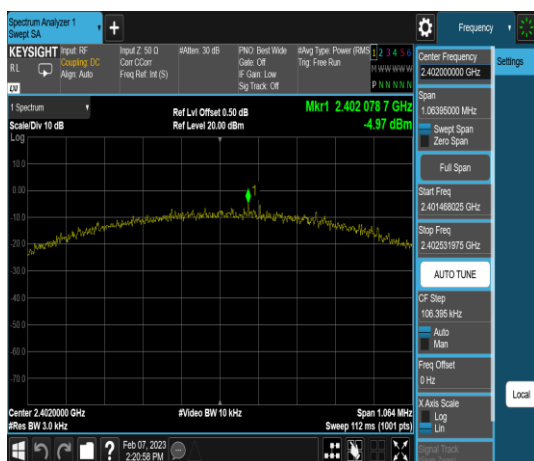 Spectrum Analyzer 1
Swept SA
Frequency
KEYSIGHT
Input: RF
Input Z: 50 Ω
#Atten: 30 dB
PNO: Best Wide
#Avg Type: Power (RMS
1 2 3 4 5 6
RL
Coupling: DC
Corr CCorr
Gate: Off
Trig: Free Run
M W W W W W
Align: Auto
Freq Ref: Int (S)
IF Gain: Low
Sig Track: Off
P N N N N N
LW
1 Spectrum
Ref Lvl Offset 0.50 dB
Mkr1 2.402 078 7 GHz
Scale/Div 10 dB
Ref Level 20.00 dBm
-4.97 dBm
Log
10.0
0.00
1
-10.0
-20.0
-30.0
-40.0
-50.0
-60.0
-70.0
Center 2.4020000 GHz
#Video BW 10 kHz
Span 1.064 MHz
#Res BW 3.0 kHz
Sweep 112 ms (1001 pts)
Feb 07, 2023
2:20:58 PM
Center Frequency
2.402000000 GHz
Settings
Span
1.06395000 MHz
Swept Span
Zero Span
Full Span
Start Freq
2.401468025 GHz
Stop Freq
2.402531975 GHz
AUTO TUNE
CF Step
106.395 kHz
Auto
Man
Freq Offset
0 Hz
X Axis Scale
Log
Lin
Local
Signal Track